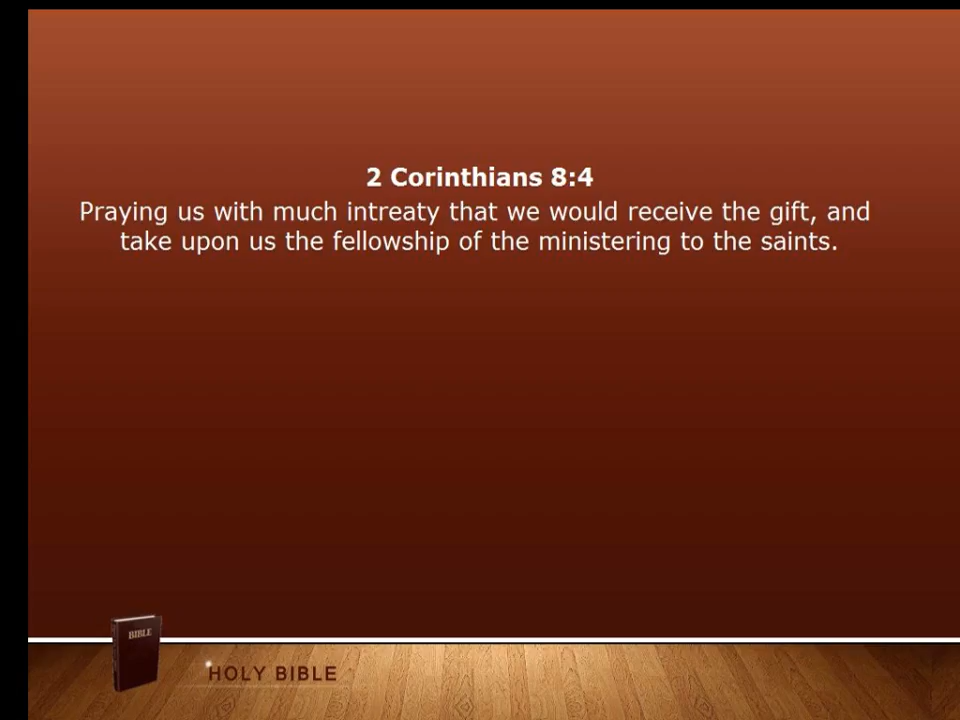 2 Corinthians 8:4
Praying us with much intreaty that we would receive the gift, and
take upon us the fellowship of the ministering to the saints.
BIBLE
HOLY BIBLE